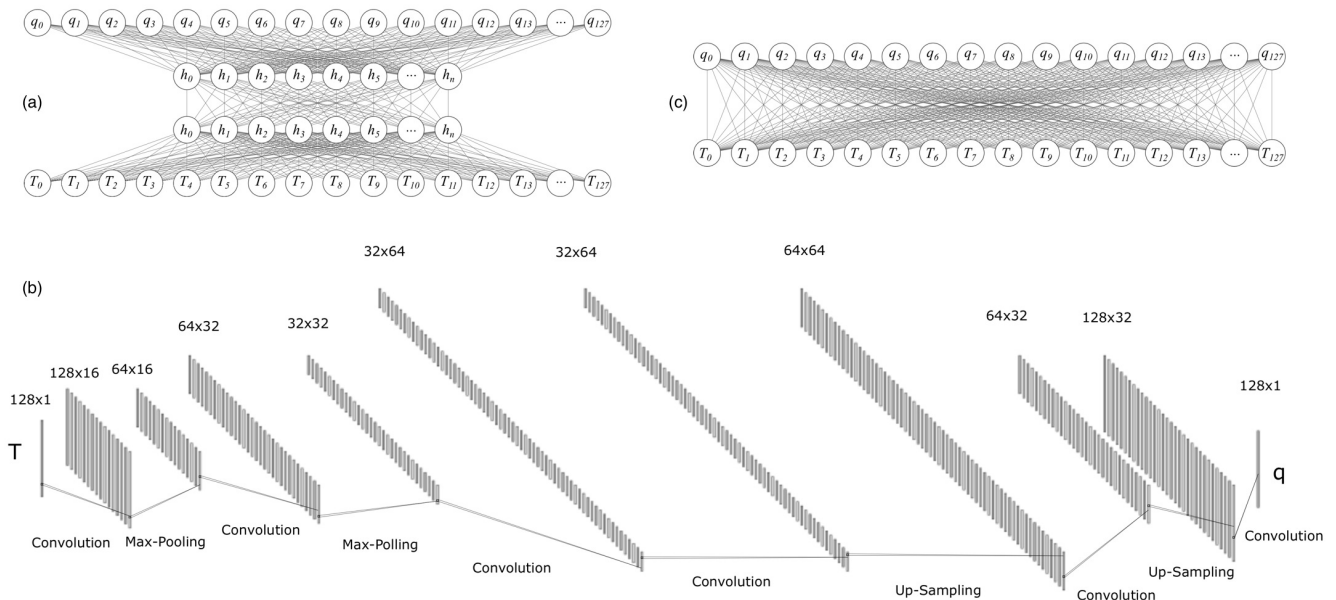 q0 q1 q2 q3 q4 q5 q6 q7 q8 q9 q10 q11 q12 q13 ... q127
h0 h1 h2 h3 h4 h5 ... hn
(a)
h0 h1 h2 h3 h4 h5 ... hn
T0 T1 T2 T3 T4 T5 T6 T7 T8 T9 T10 T11 T12 T13 ... T127
q0 q1 q2 q3 q4 q5 q6 q7 q8 q9 q10 q11 q12 q13 ... q127
(c)
T0 T1 T2 T3 T4 T5 T6 T7 T8 T9 T10 T11 T12 T13 ... T127
(b)
128x1
128x16
64x16
64x32
32x32
32x64
32x64
64x64
64x32
128x32
128x1
T
q
Convolution
Max-Pooling
Convolution
Max-Polling
Convolution
Convolution
Up-Sampling
Convolution
Up-Sampling
Convolution